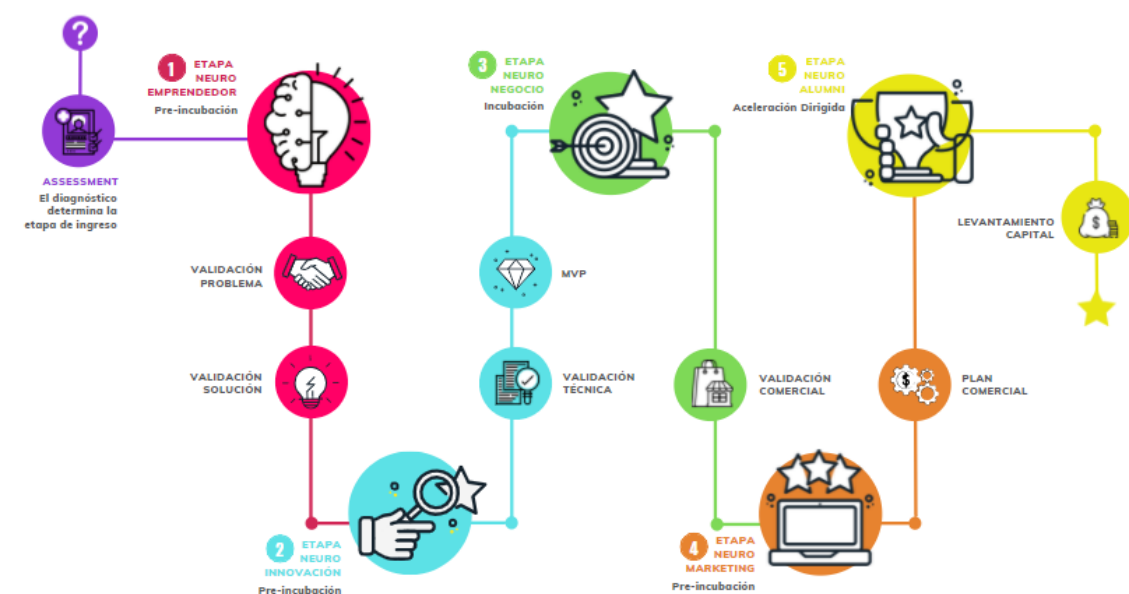 ?
ASSESSMENT
El diagnóstico
determina la
etapa de ingreso
1 ETAPA
NEURO
EMPRENDEDOR
Pre-incubación
VALIDACIÓN
PROBLEMA
VALIDACIÓN
SOLUCIÓN
2 ETAPA
NEURO
INNOVACIÓN
Pre-incubación
VALIDACIÓN
TÉCNICA
MVP
3 ETAPA
NEURO
NEGOCIO
Incubación
VALIDACIÓN
COMERCIAL
4 ETAPA
NEURO
MARKETING
Pre-incubación
$
PLAN
COMERCIAL
5 ETAPA
NEURO
ALUMNI
Aceleración Dirigida
LEVANTAMIENTO
CAPITAL
$